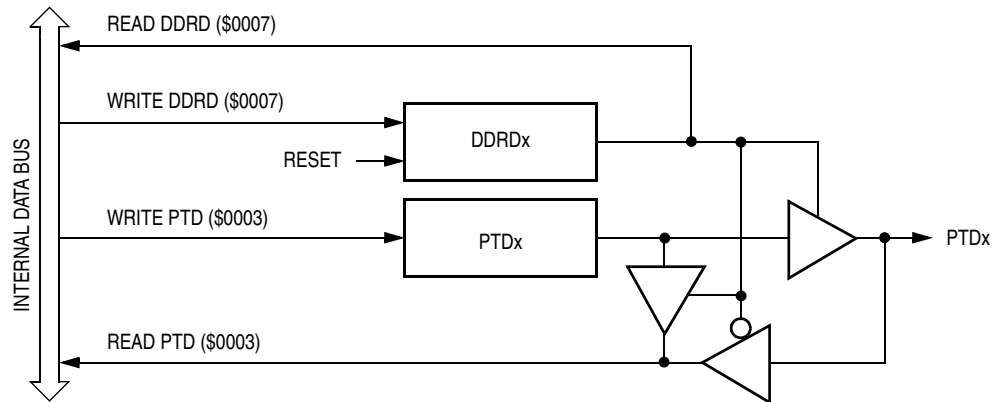 READ DDRD ($0007)
WRITE DDRD ($0007)
DDRDx
RESET
WRITE PTD ($0003)
PTDx
PTDx
READ PTD ($0003)
INTERNAL DATA BUS